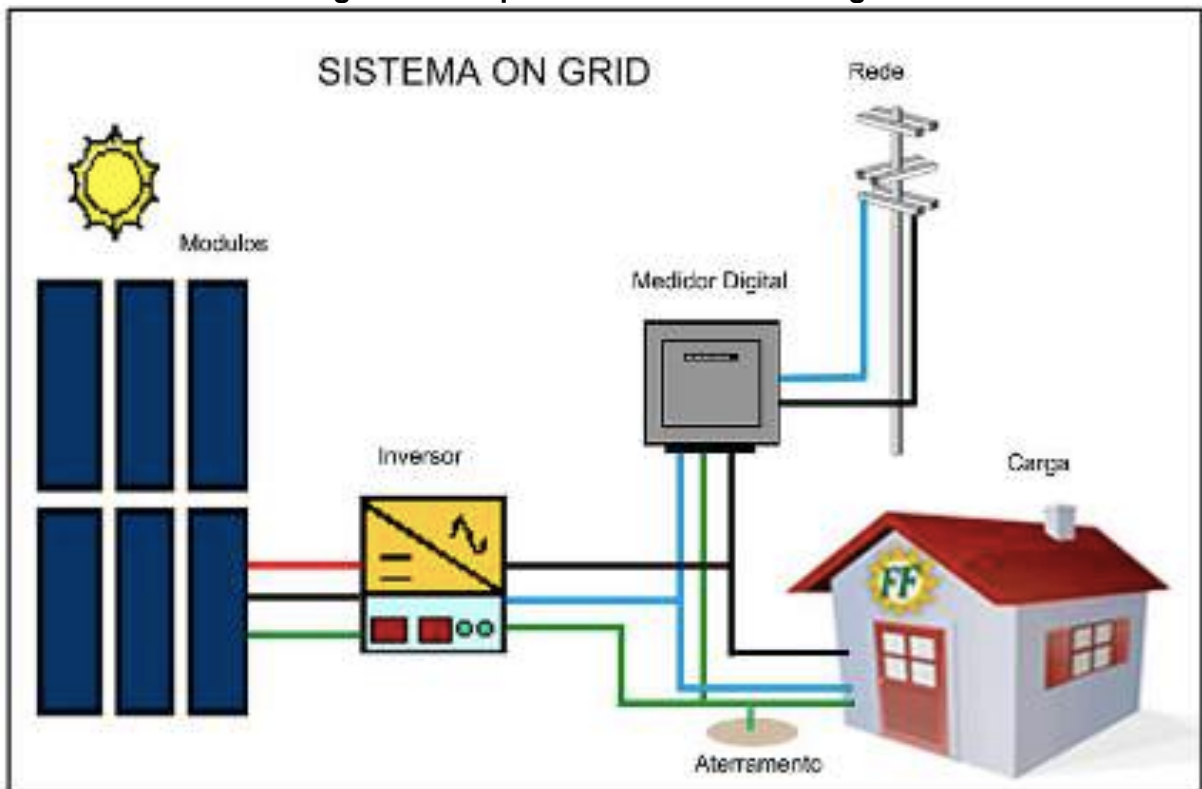 SISTEMA ON GRID
Rede
Modulos
Medidor Digital
Inversor
Carga
FF
Aterramento